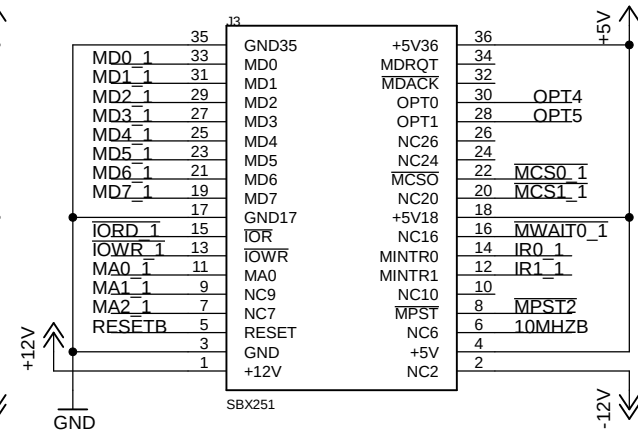 J3
35 GND35 +5V36 36 +5V
MD0_1 33 MD0 MDRQT 34
MD1_1 31 MD1 MDACK 32
MD2_1 29 MD2 OPT0 30 OPT4
MD3_1 27 MD3 OPT1 28 OPT5
MD4_1 25 MD4 NC26 26
MD5_1 23 MD5 NC24 24
MD6_1 21 MD6 MCSO 22 MCS0_1
MD7_1 19 MD7 NC20 20 MCS1_1
17 GND17 +5V18 18
IORD_1 15 IOR NC16 16 MWAIT0_1
IOWR_1 13 IOWR MINTR0 14 IR0_1
MA0_1 11 MA0 MINTR1 12 IR1_1
MA1_1 9 NC9 NC10 10
MA2_1 7 NC7 MPST 8 MPST2
RESETB 5 RESET NC6 6 10MHZB
3 GND +5V 4
+12V 1 +12V NC2 2
SBX251 -12V
GND